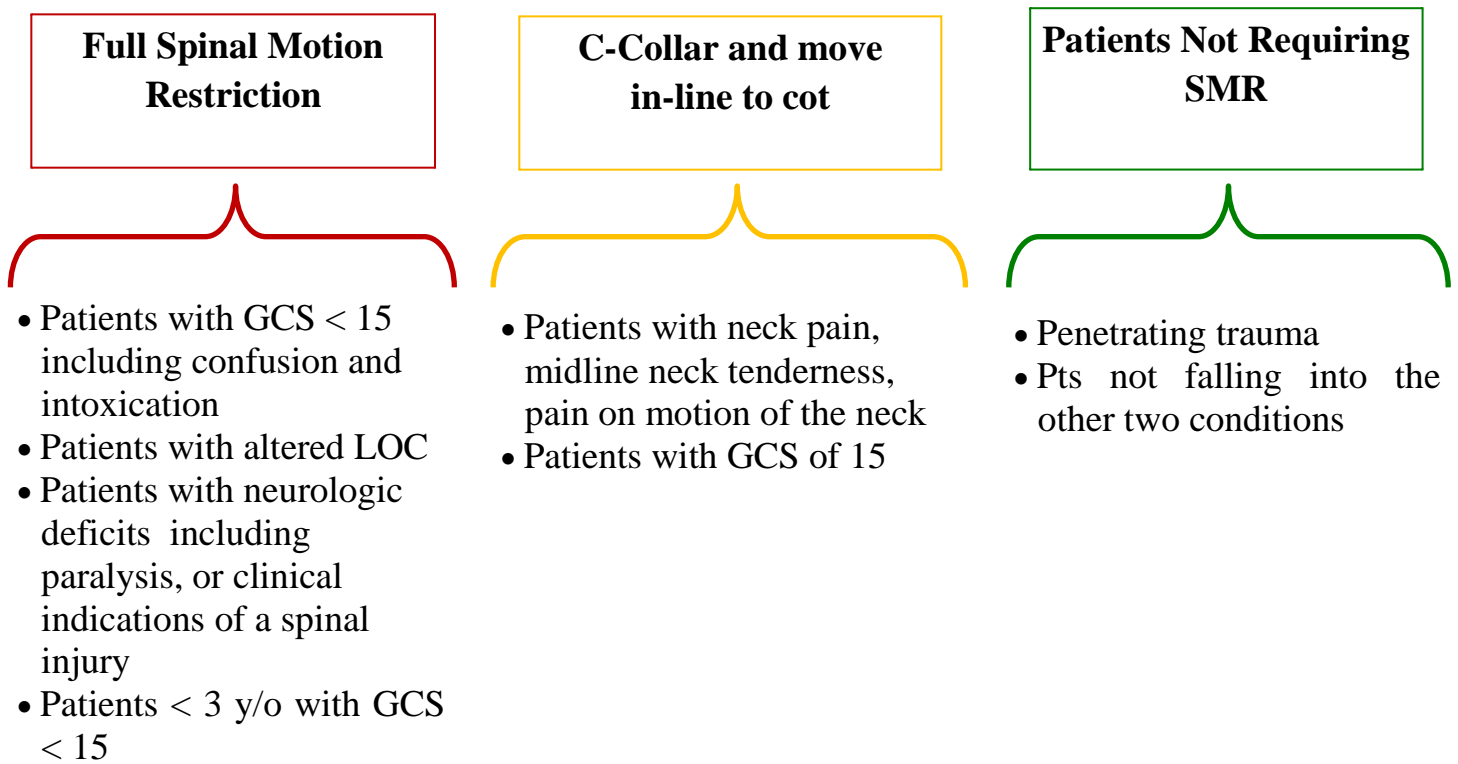 Full Spinal Motion
Restriction
• Patients with GCS < 15
including confusion and
intoxication
• Patients with altered LOC
• Patients with neurologic
deficits including
paralysis, or clinical
indications of a spinal
injury
• Patients < 3 y/o with GCS
< 15
C-Collar and move
in-line to cot
• Patients with neck pain,
midline neck tenderness,
pain on motion of the neck
• Patients with GCS of 15
Patients Not Requiring
SMR
• Penetrating trauma
• Pts not falling into the
other two conditions